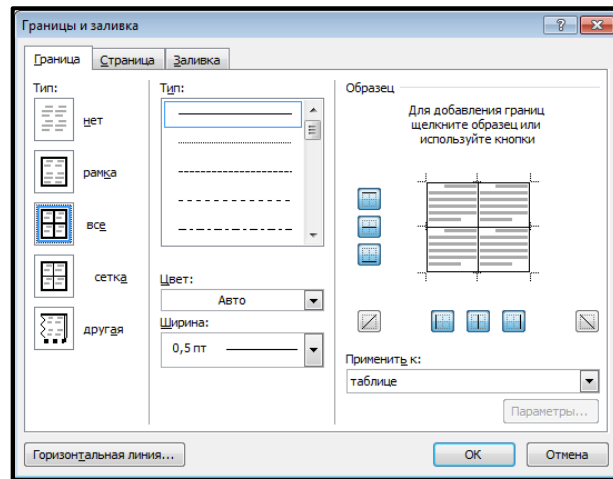 Границы и заливка
Граница
Страница
Заливка
Тип:
нет
рамка
все
сетка
другая
Тип:
Цвет:
Авто
Ширина:
0,5 пт
Образец
Для добавления границ
щелкните образец или
используйте кнопки
Применить к:
таблице
Параметры...
Горизонтальная линия...
ОК
Отмена